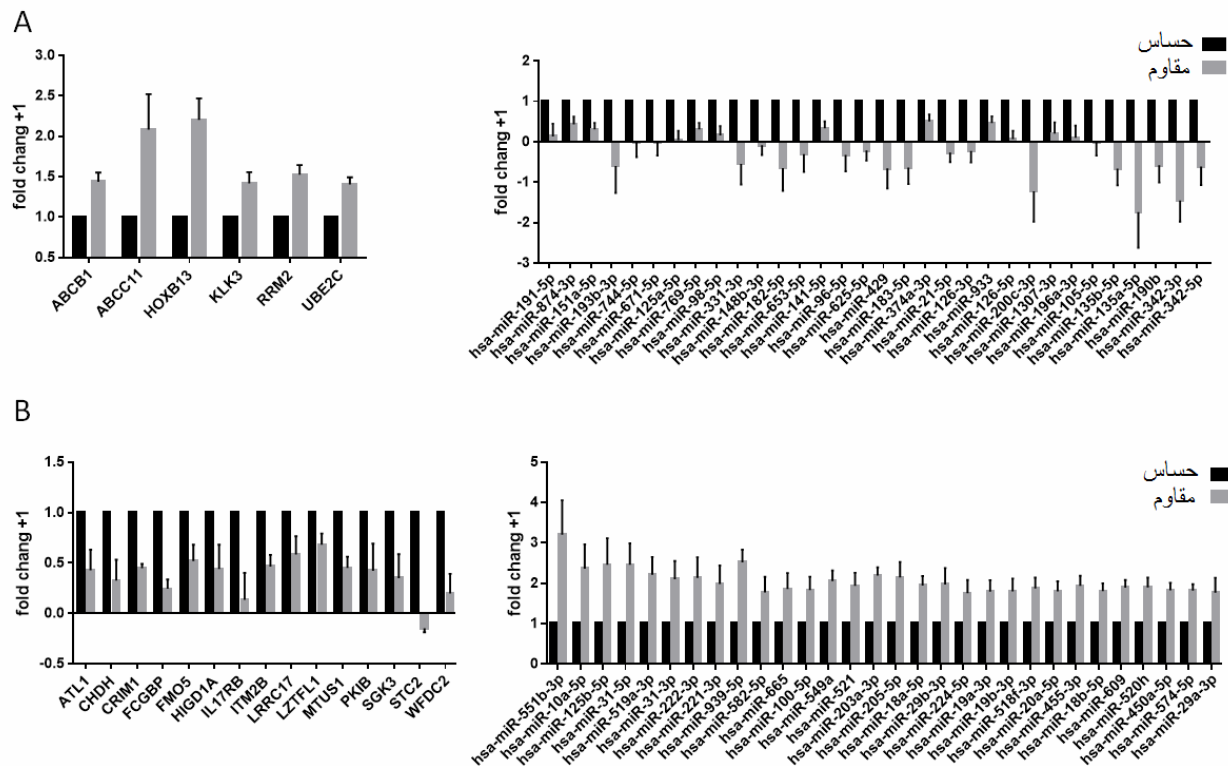 A
حساس
مقاوم
fold chang +1
3.0
2.5
2.0
1.5
1.0
0.5
ABCB1
ABCC11
HOXB13
KLK3
RRM2
UBE2C
fold chang +1
2
1
0
-1
-2
-3
hsa-miR-191-5p
hsa-miR-874-3p
hsa-miR-151a-5p
hsa-miR-193b-3p
hsa-miR-744-5p
hsa-miR-671-5p
hsa-miR-125a-5p
hsa-miR-769-5p
hsa-miR-98-5p
hsa-miR-331-3p
hsa-miR-148b-3p
hsa-miR-182-5p
hsa-miR-653-5p
hsa-miR-141-5p
hsa-miR-96-5p
hsa-miR-625-5p
hsa-miR-429
hsa-miR-183-5p
hsa-miR-374a-3p
hsa-miR-21-5p
hsa-miR-126-3p
hsa-miR-933
hsa-miR-126-5p
hsa-miR-200c-3p
hsa-miR-1307-3p
hsa-miR-196a-3p
hsa-miR-105-5p
hsa-miR-135b-5p
hsa-miR-135a-5p
hsa-miR-190b
hsa-miR-342-3p
hsa-miR-342-5p
B
حساس
مقاوم
fold chang +1
1.5
1.0
0.5
0.0
-0.5
ATL1
CHDH
CRIM1
FCGBP
FMO5
HIGD1A
IL17RB
ITM2B
LRRC17
LZTFL1
MTUS1
PKIB
SGK3
STC2
WFDC2
fold chang +1
5
4
3
2
1
0
hsa-miR-551b-3p
hsa-miR-10a-5p
hsa-miR-125b-5p
hsa-miR-31-5p
hsa-miR-519a-3p
hsa-miR-31-3p
hsa-miR-222-3p
hsa-miR-221-3p
hsa-miR-939-5p
hsa-miR-582-5p
hsa-miR-665
hsa-miR-100-5p
hsa-miR-549a
hsa-miR-521
hsa-miR-203a-3p
hsa-miR-205-5p
hsa-miR-18a-5p
hsa-miR-29b-3p
hsa-miR-224-5p
hsa-miR-19a-3p
hsa-miR-19b-3p
hsa-miR-518f-3p
hsa-miR-20a-5p
hsa-miR-455-3p
hsa-miR-18b-5p
hsa-miR-609
hsa-miR-520h
hsa-miR-450a-5p
hsa-miR-574-5p
hsa-miR-29a-3p